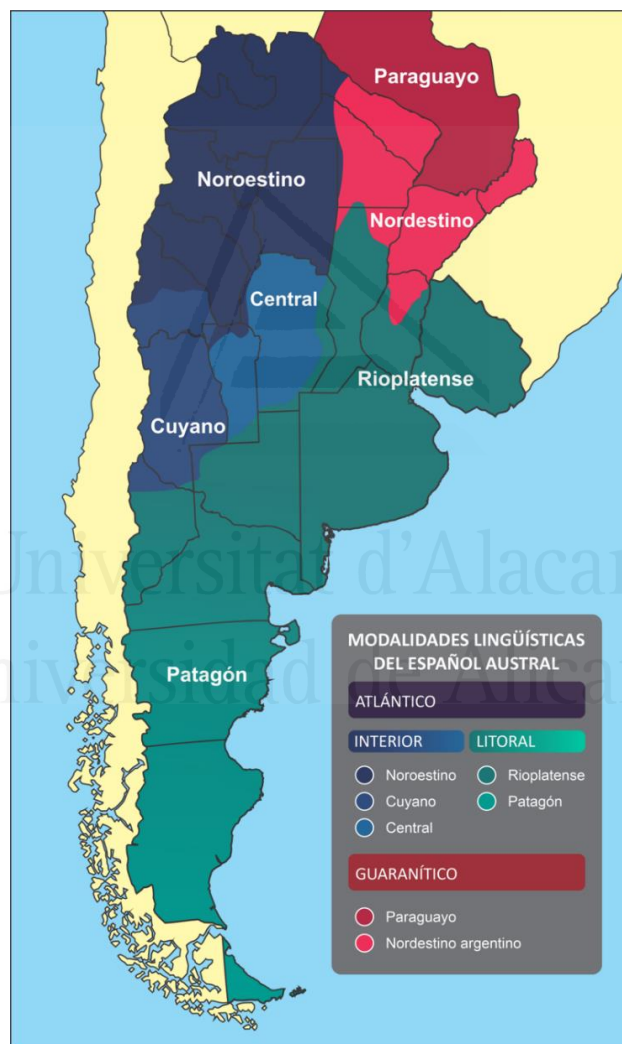 Paraguayo
Noroestino
Nordestino
Central
Rioplatense
Cuyano
Universitat d'Alacant
Universidad de Alicante
Patagón
MODALIDADES LINGÜÍSTICAS
DEL ESPAÑOL AUSTRAL
ATLÁNTICO
INTERIOR
LITORAL
Noroestino
Rioplatense
Cuyano
Patagón
Central
GUARANÍTICO
Paraguayo
Nordestino argentino